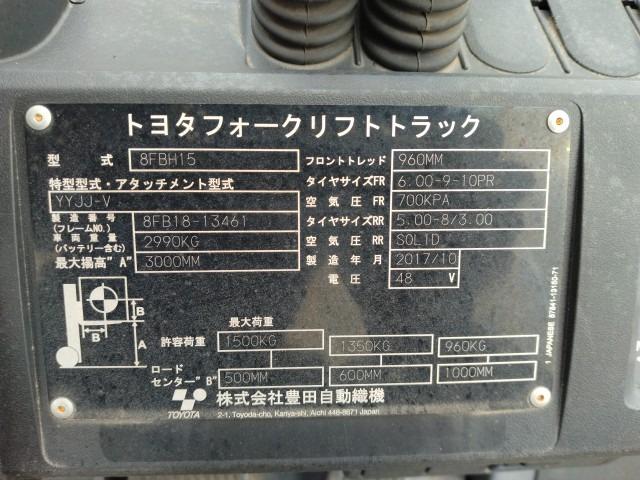 トヨタフォークリフトトラック
型 式 8FBH15
特型型式・アタッチメント型式
YYJJ-V
製造番号 (フレームNO.) 8FB18-13461
車両重量 (バッテリー含む) 2990KG
最大揚高"A" 3000MM
フロントトレッド 960MM
タイヤサイズFR 6.00-9-10PR
空 気 圧 FR 700KPA
タイヤサイズRR 5.00-8/3.00
空 気 圧 RR SOLID
製 造 年 月 2017/10
電 圧 48 V
B
B
A
最大荷重
許容荷重 1500KG 1350KG 960KG
ロード
センター"B" 500MM 600MM 1000MM
TOYOTA
株式会社豊田自動織機
2-1, Toyoda-cho, Kariya-shi, Aichi 448-8671 Japan
1 JAPANESE 57841-13160-71